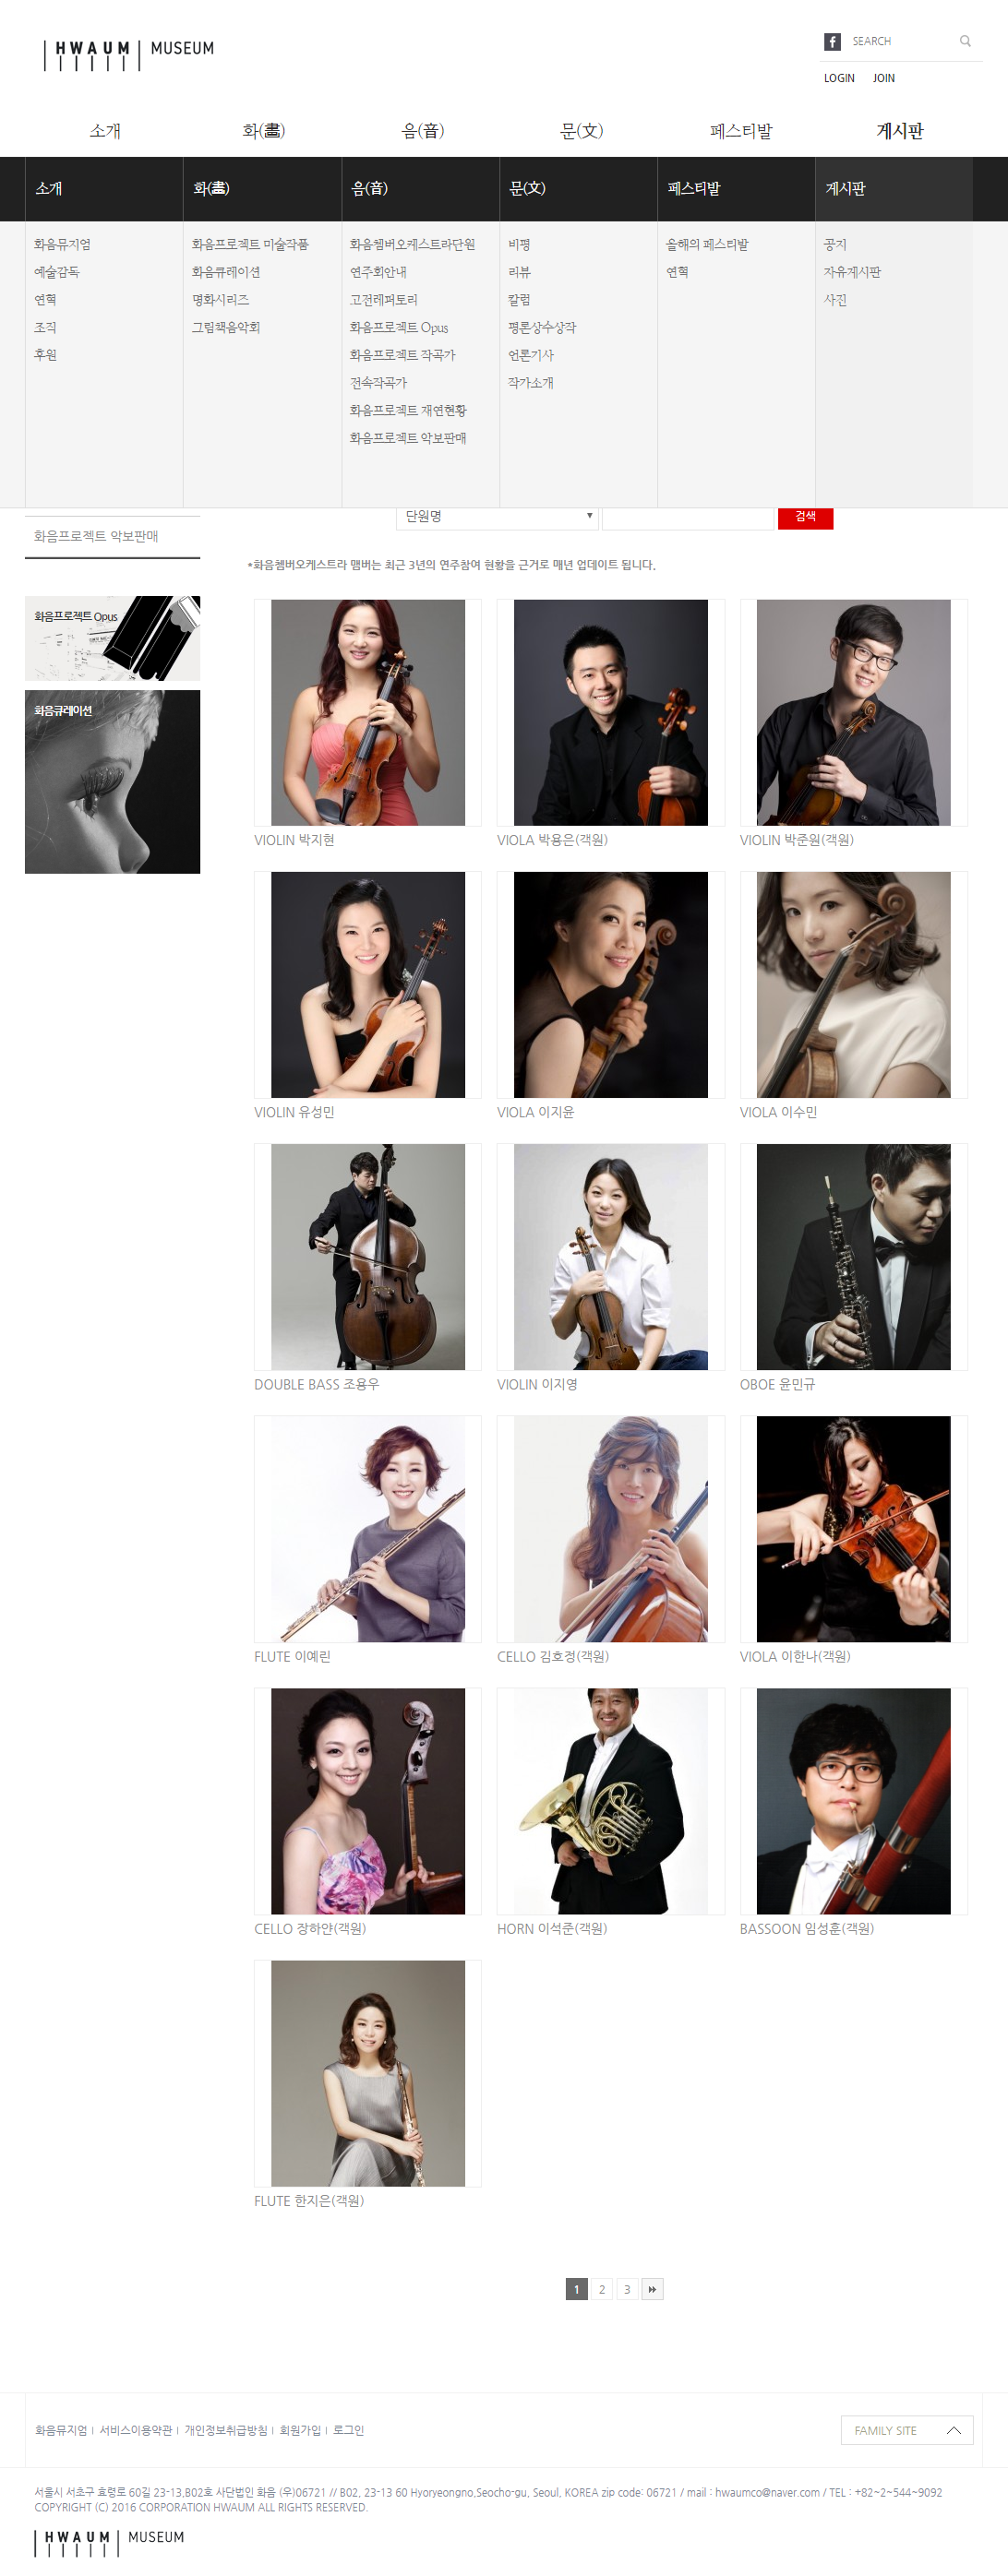 HWAUM MUSEUM
SEARCH
LOGIN JOIN
소개 화(畵) 음(音) 문(文) 페스티발 게시판
소개 화(畵) 음(音) 문(文) 페스티발 게시판
화음뮤지엄 화음프로젝트 미술작품 화음쳄버오케스트라단원 비평 올해의 페스티발 공지
예술감독 화음큐레이션 연주회안내 리뷰 연혁 자유게시판
연혁 명화시리즈 고전레퍼토리 칼럼 사진
조직 그림책음악회 화음프로젝트 Opus 평론상수상작
후원 화음프로젝트 작곡가 언론기사
전속작곡가 작가소개
화음프로젝트 재연현황
화음프로젝트 악보판매
단원명 검색
화음프로젝트 악보판매
*화음쳄버오케스트라 맴버는 최근 3년의 연주참여 현황을 근거로 매년 업데이트 됩니다.
화음프로젝트 Opus
화음큐레이션
VIOLIN 박지현 VIOLA 박용은(객원) VIOLIN 박준원(객원)
VIOLIN 유성민 VIOLA 이지윤 VIOLA 이수민
DOUBLE BASS 조용우 VIOLIN 이지영 OBOE 윤민규
FLUTE 이예린 CELLO 김호정(객원) VIOLA 이한나(객원)
CELLO 장하얀(객원) HORN 이석준(객원) BASSOON 임성훈(객원)
FLUTE 한지은(객원)
1 2 3
화음뮤지엄 | 서비스이용약관 | 개인정보취급방침 | 회원가입 | 로그인
FAMILY SITE
서울시 서초구 효령로 60길 23-13,B02호 사단법인 화음 (우)06721 // B02, 23-13 60 Hyoryeongno,Seocho-gu, Seoul, KOREA zip code: 06721 / mail : hwaumco@naver.com / TEL : +82~2~544~9092
COPYRIGHT (C) 2016 CORPORATION HWAUM ALL RIGHTS RESERVED.
HWAUM MUSEUM